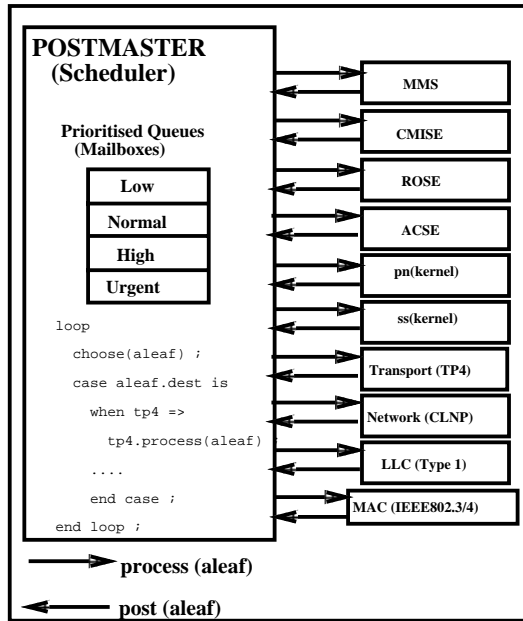 POSTMASTER
(Scheduler)
Prioritised Queues
(Mailboxes)
Low
Normal
High
Urgent
loop
choose(aleaf) ;
case aleaf.dest is
when tp4 =>
tp4.process(aleaf) ;
....
end case ;
end loop ;
MMS
CMISE
ROSE
ACSE
pn(kernel)
ss(kernel)
Transport (TP4)
Network (CLNP)
LLC (Type 1)
MAC (IEEE802.3/4)
process (aleaf)
post (aleaf)